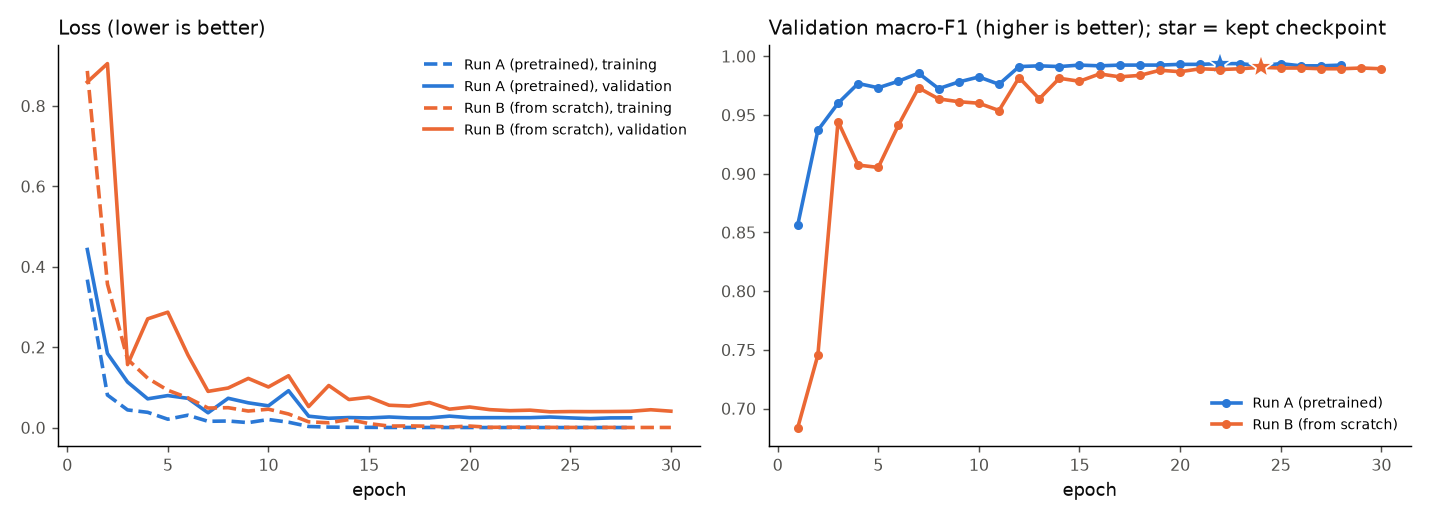 Loss (lower is better)
Run A (pretrained), training
Run A (pretrained), validation
Run B (from scratch), training
Run B (from scratch), validation
0.8
0.6
0.4
0.2
0.0
0 5 10 15 20 25 30
epoch
Validation macro-F1 (higher is better); star = kept checkpoint
1.00
0.95
0.90
0.85
0.80
0.75
0.70
Run A (pretrained)
Run B (from scratch)
0 5 10 15 20 25 30
epoch